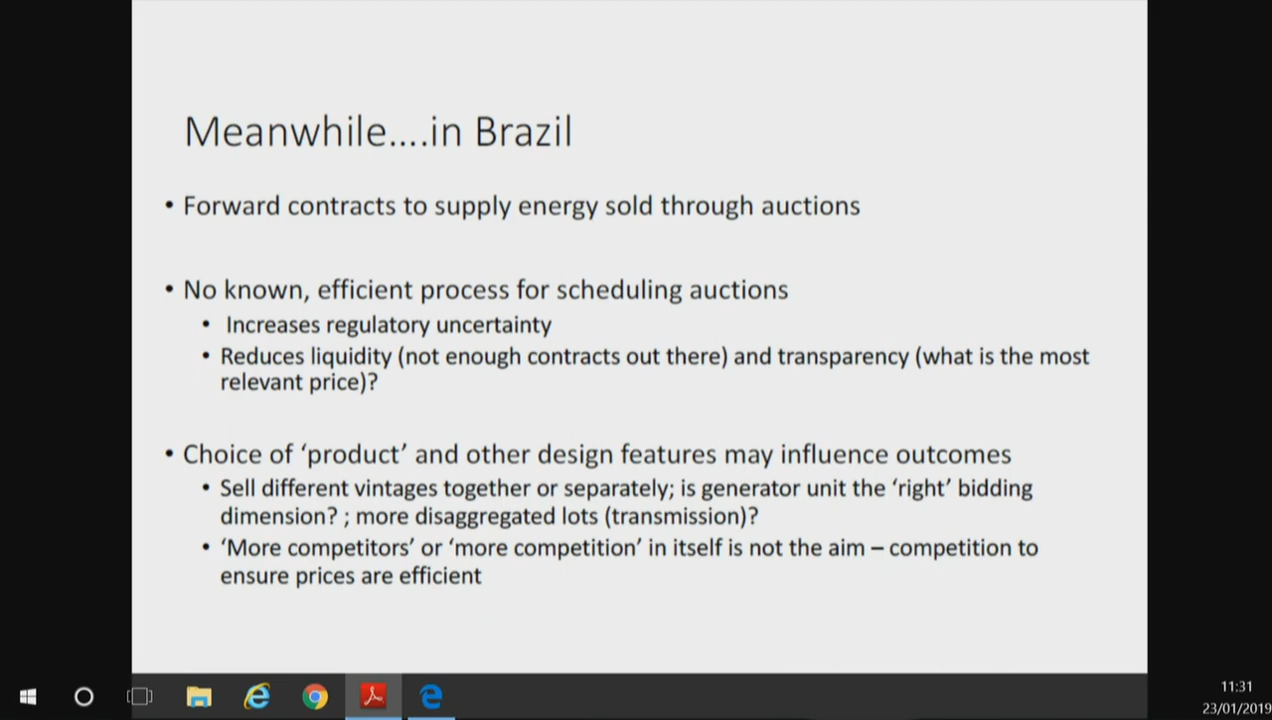 Meanwhile....in Brazil
• Forward contracts to supply energy sold through auctions
• No known, efficient process for scheduling auctions
• Increases regulatory uncertainty
• Reduces liquidity (not enough contracts out there) and transparency (what is the most
relevant price)?
• Choice of ‘product’ and other design features may influence outcomes
• Sell different vintages together or separately; is generator unit the ‘right’ bidding
dimension? ; more disaggregated lots (transmission)?
• ‘More competitors’ or ‘more competition’ in itself is not the aim – competition to
ensure prices are efficient
11:31
23/01/2019